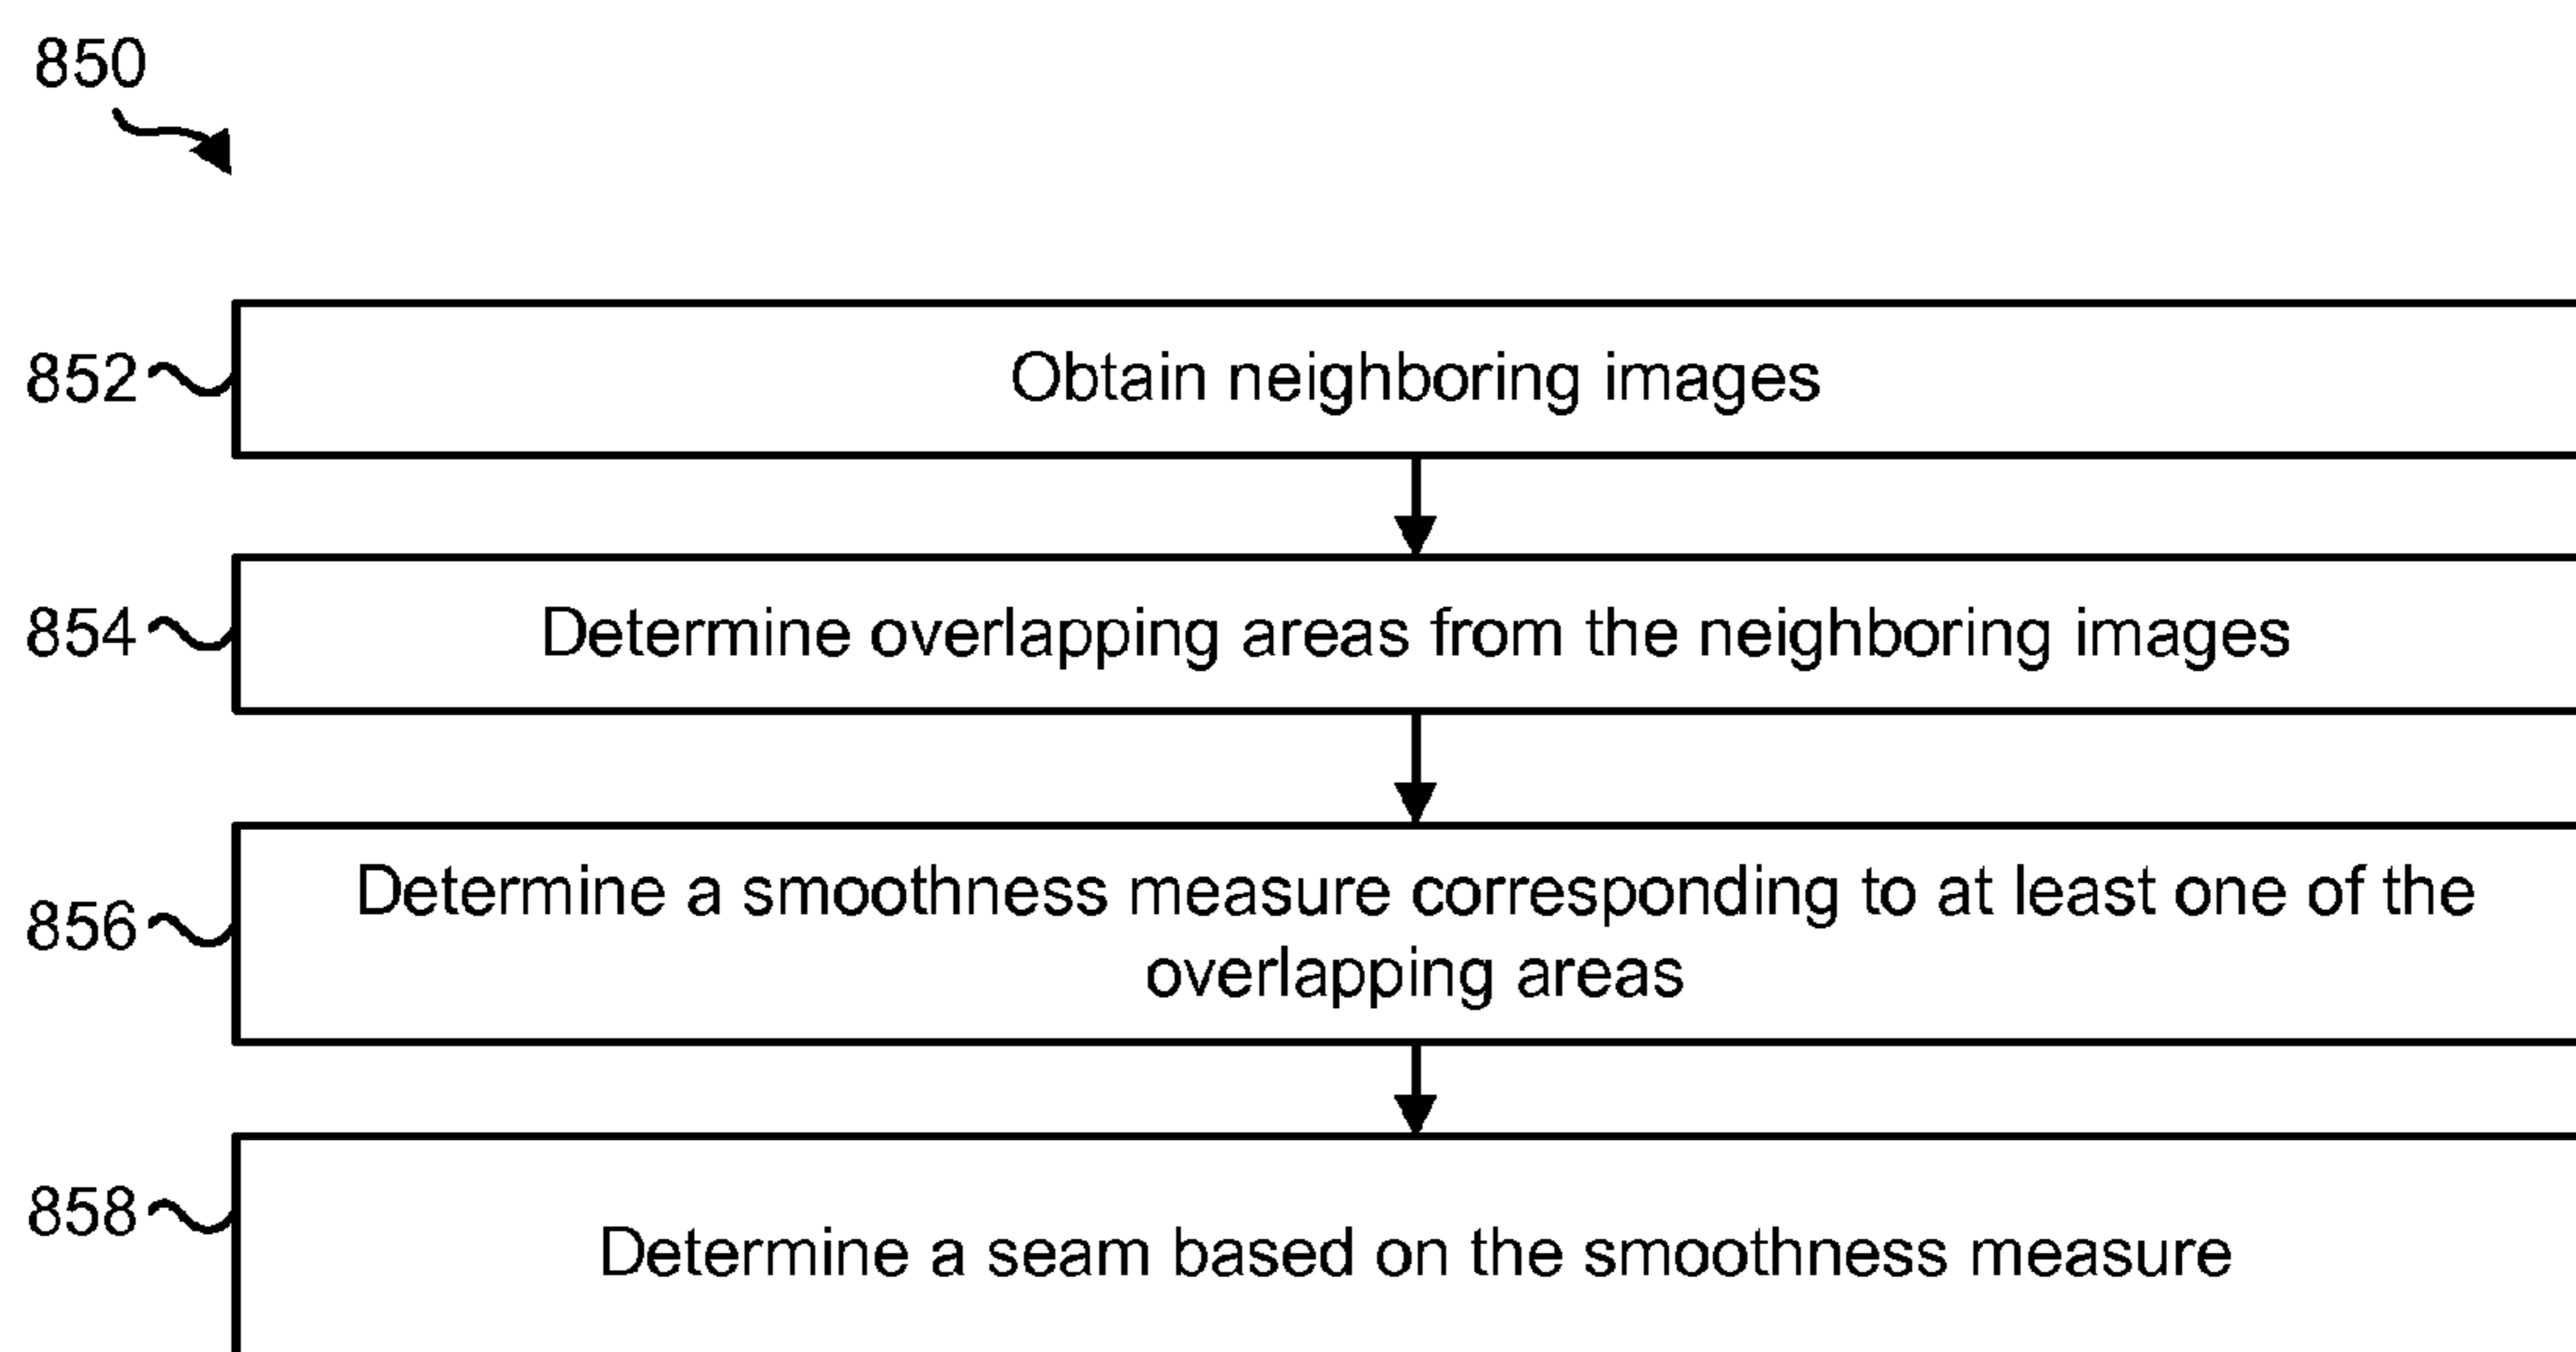 850
852
Obtain neighboring images
854
Determine overlapping areas from the neighboring images
856
Determine a smoothness measure corresponding to at least one of the
overlapping areas
858
Determine a seam based on the smoothness measure